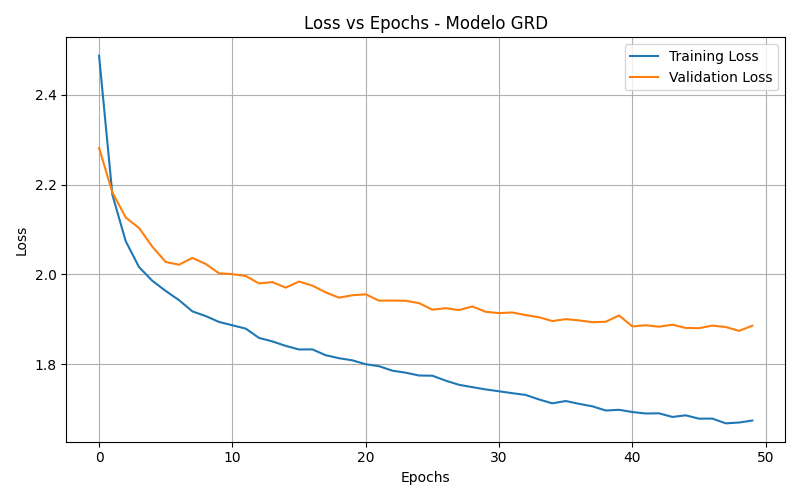 Loss vs Epochs - Modelo GRD
Training Loss
Validation Loss
2.4
2.2
2.0
1.8
Loss
0 10 20 30 40 50
Epochs